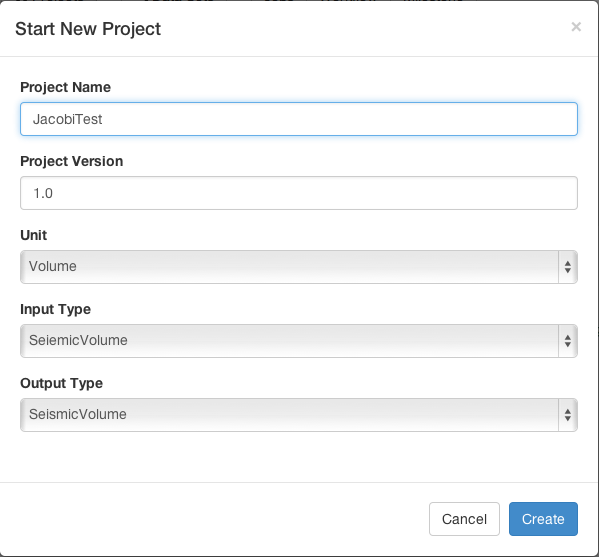 Start New Project ×
Project Name
JacobiTest
Project Version
1.0
Unit
Volume
Input Type
SeiemicVolume
Output Type
SeismicVolume
Cancel Create